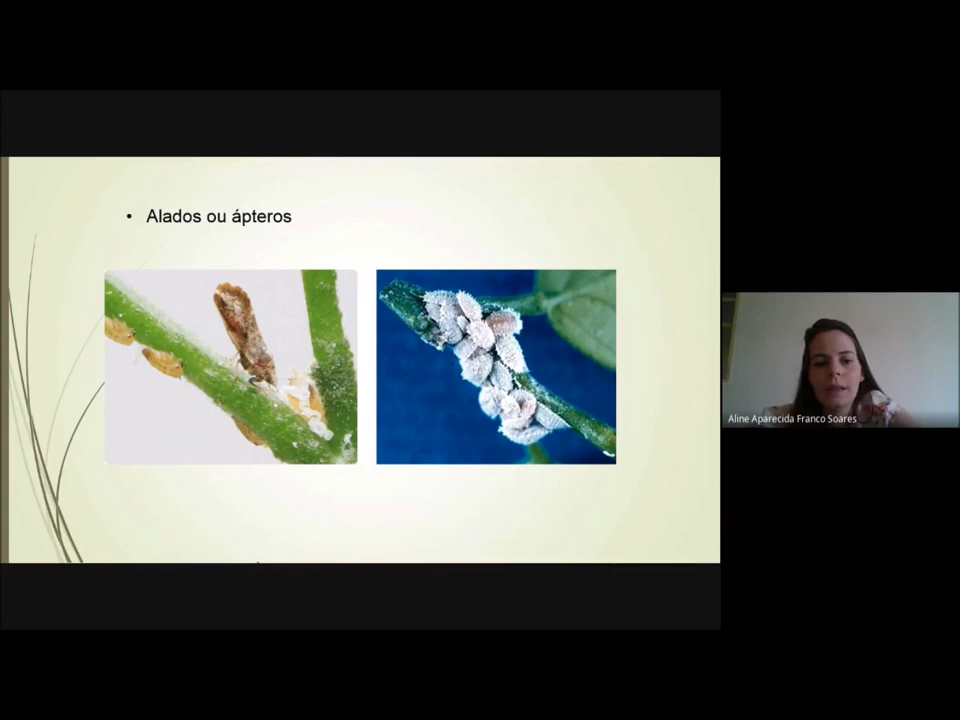 • Alados ou ápteros
Aline Aparecida Franco Soares